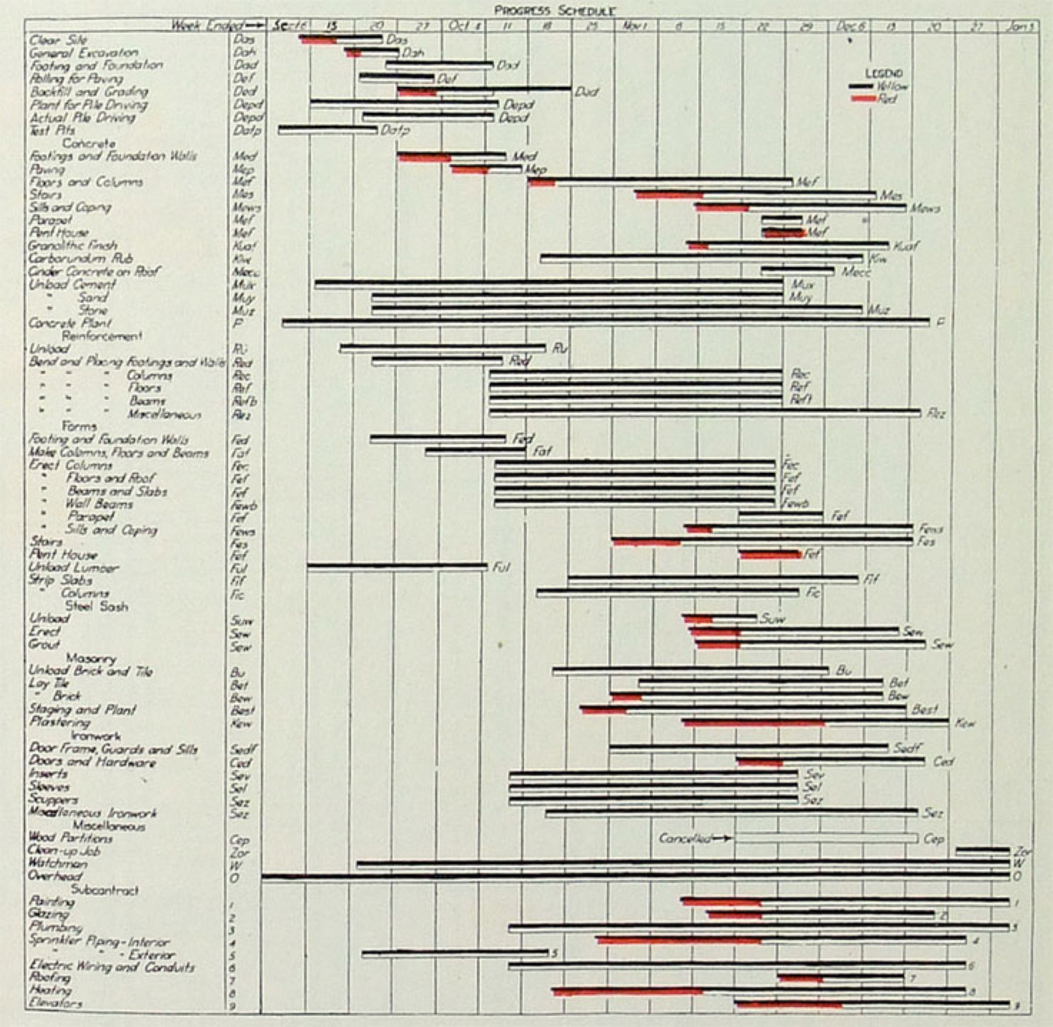 PROGRESS SCHEDULE
Week Ended Sept 6 13 20 27 Oct 4 11 18 25 Nov 1 8 15 22 29 Dec 6 13 20 27 Jan 3
Clear Site Das Das
General Excavation Dah Dah
Footing and Foundation Dad Dad
Rolling for Paving Def Def
Backfill and Grading Ded Dad
Plant for Pile Driving Depd Depd
Actual Pile Driving Depd Depd
Test Pits Datp Datp
LEGEND
Yellow
Red
Concrete
Footings and Foundation Walls Med Med
Paving Mep Mep
Floors and Columns Mef Mef
Stairs Mes Mes
Sills and Coping Mews Mews
Parapet Mef Mef
Pent House Mef Mef
Granolithic Finish Kuaf Kuaf
Carborundum Rub Kiw Kiw
Cinder Concrete on Roof Mecc Mecc
Unload Cement Mux Mux
" Sand Muy Muy
" Stone Muz Muz
Concrete Plant P P
Reinforcement
Unload Ru Ru
Bend and Placing Footings and Walls Red Red
" " " Columns Rec Rec
" " " Floors Ref Ref
" " " Beams Refb Reft
" " " Miscellaneous Rez Rez
Forms
Footing and Foundation Walls Fed Fed
Make Columns, Floors and Beams Faf Faf
Erect Columns Fec Fec
" Floors and Roof Fef Fef
" Beams and Slabs Fef Fef
" Wall Beams Fewb Fewb
" Parapet Fef Fef
" Sills and Coping Fews Fews
Stairs Fes Fes
Pent House Fef Fef
Unload Lumber Ful Ful
Strip Slabs Fif Fif
" Columns Fic Fic
Steel Sash
Unload Suw Suw
Erect Sew Sew
Grout Sew Sew
Masonry
Unload Brick and Tile Bu Bu
Lay Tile Bet Bet
" Brick Bew Bew
Staging and Plant Best Best
Plastering Kew Kew
Ironwork
Door Frame, Guards and Sills Sedf Sedf
Doors and Hardware Ced Ced
Inserts Sev Sev
Sleeves Sel Sel
Scuppers Sez Sez
Miscellaneous Ironwork Sez Sez
Miscellaneous
Wood Partitions Cep Cancelled Cep
Clean-up Job Zor Zor
Watchman W W
Overhead O O
Subcontract
Painting 1 1
Glazing 2 2
Plumbing 3 3
Sprinkler Piping-Interior 4 4
" " -Exterior 5 5
Electric Wiring and Conduits 6 6
Roofing 7 7
Heating 8 8
Elevators 9 9